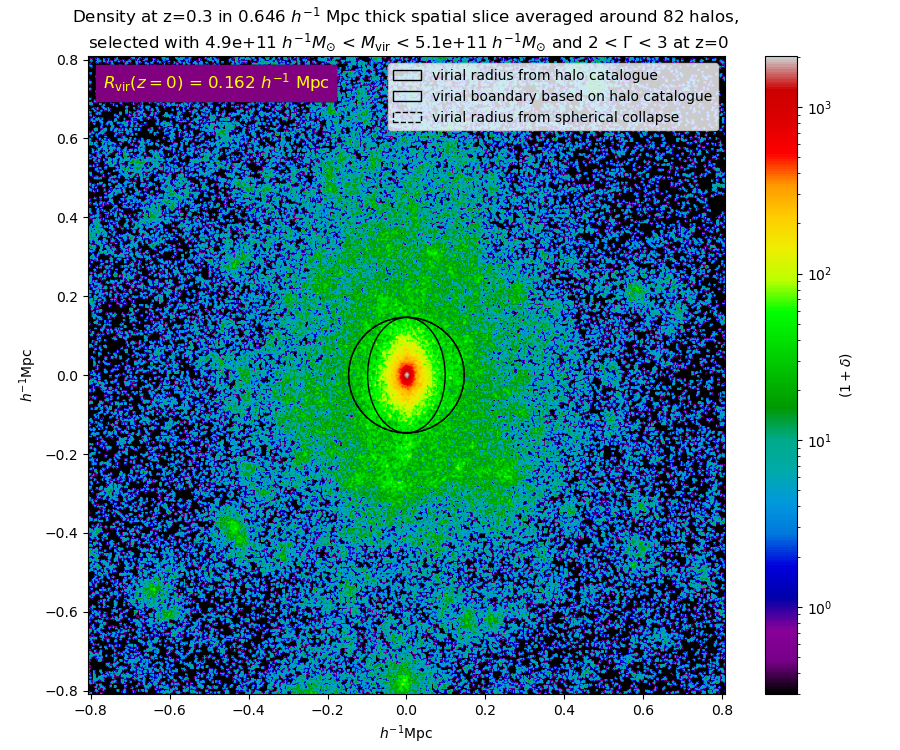 Density at z=0.3 in 0.646 h⁻¹ Mpc thick spatial slice averaged around 82 halos,
selected with 4.9e+11 h⁻¹M⊙ < Mvir < 5.1e+11 h⁻¹M⊙ and 2 < Γ < 3 at z=0
Rvir(z = 0) = 0.162 h⁻¹ Mpc
virial radius from halo catalogue
virial boundary based on halo catalogue
virial radius from spherical collapse
0.8
0.6
0.4
0.2
0.0
−0.2
−0.4
−0.6
−0.8
h⁻¹Mpc
−0.8 −0.6 −0.4 −0.2 0.0 0.2 0.4 0.6 0.8
h⁻¹Mpc
10³
10²
10¹
10⁰
(1 + δ)